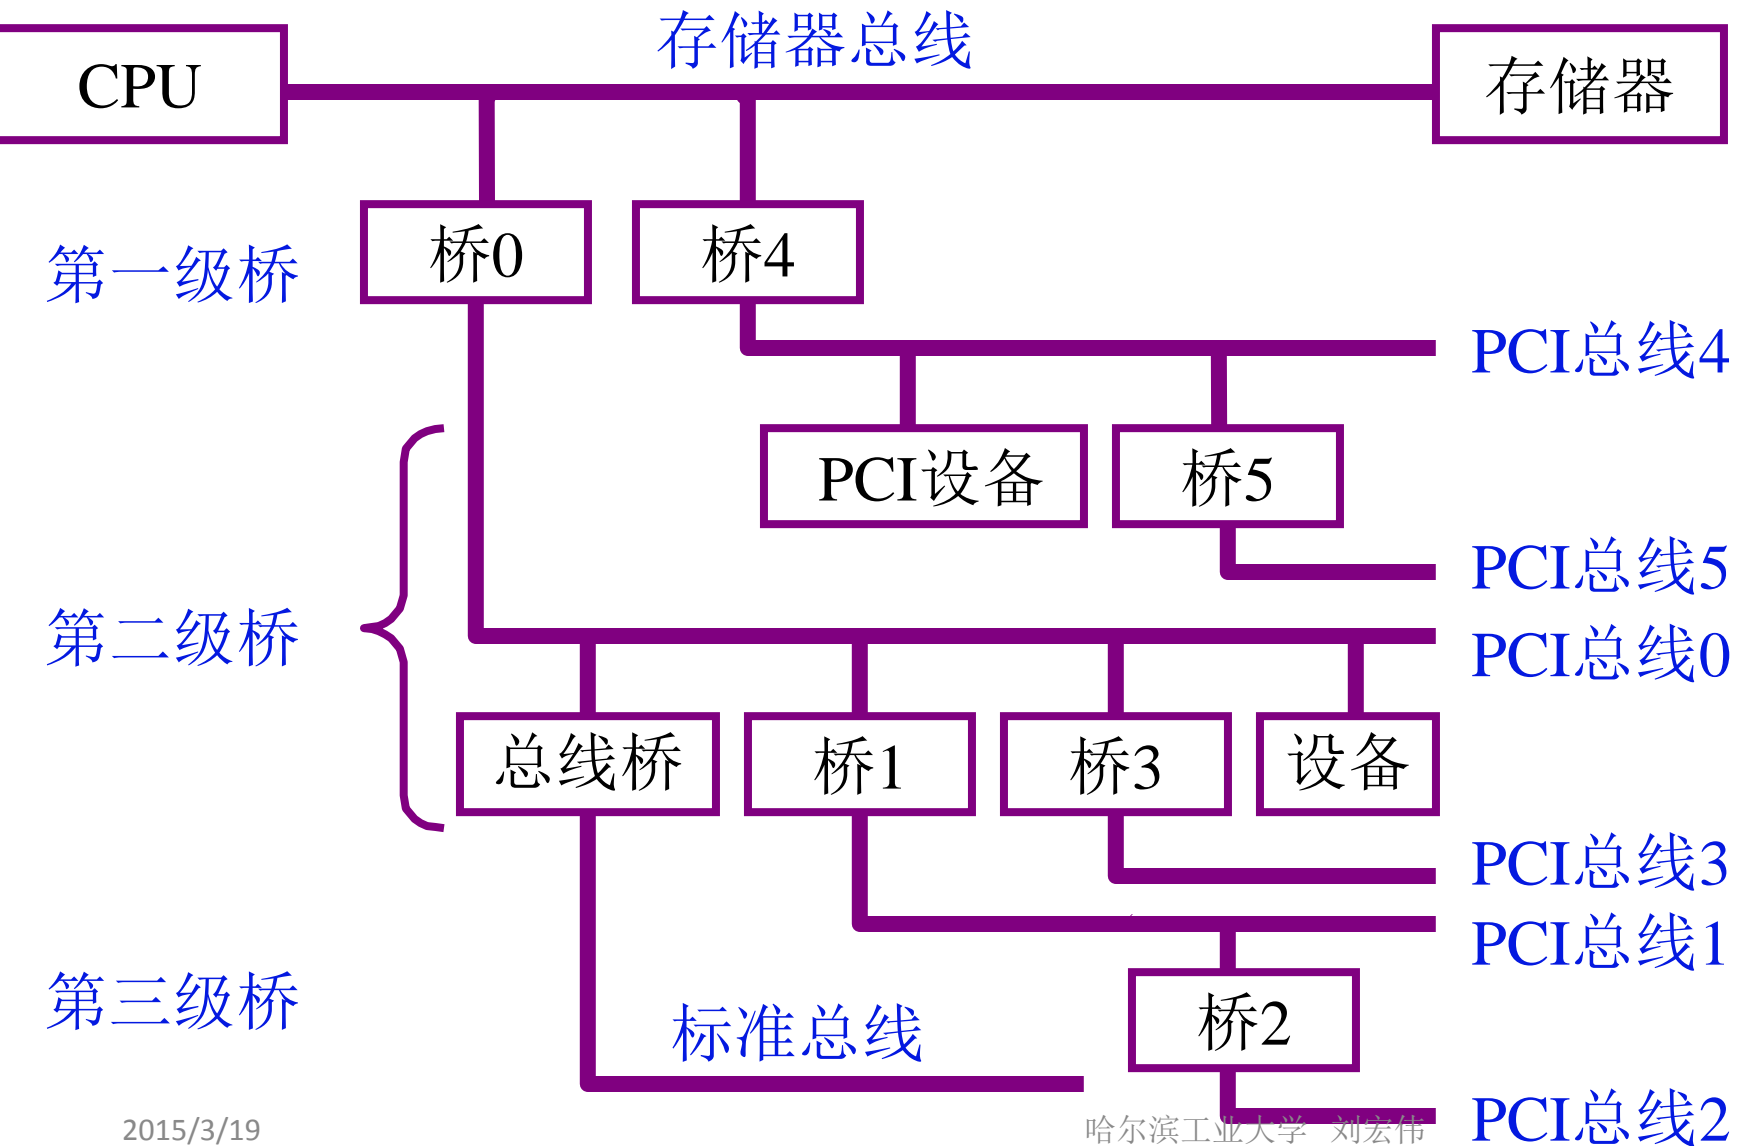 存储器总线
CPU
存储器
第一级桥
桥0
桥4
PCI总线4
PCI设备
桥5
PCI总线5
第二级桥
PCI总线0
总线桥
桥1
桥3
设备
PCI总线3
PCI总线1
第三级桥
标准总线
桥2
PCI总线2
2015/3/19
哈尔滨工业大学 刘宏伟